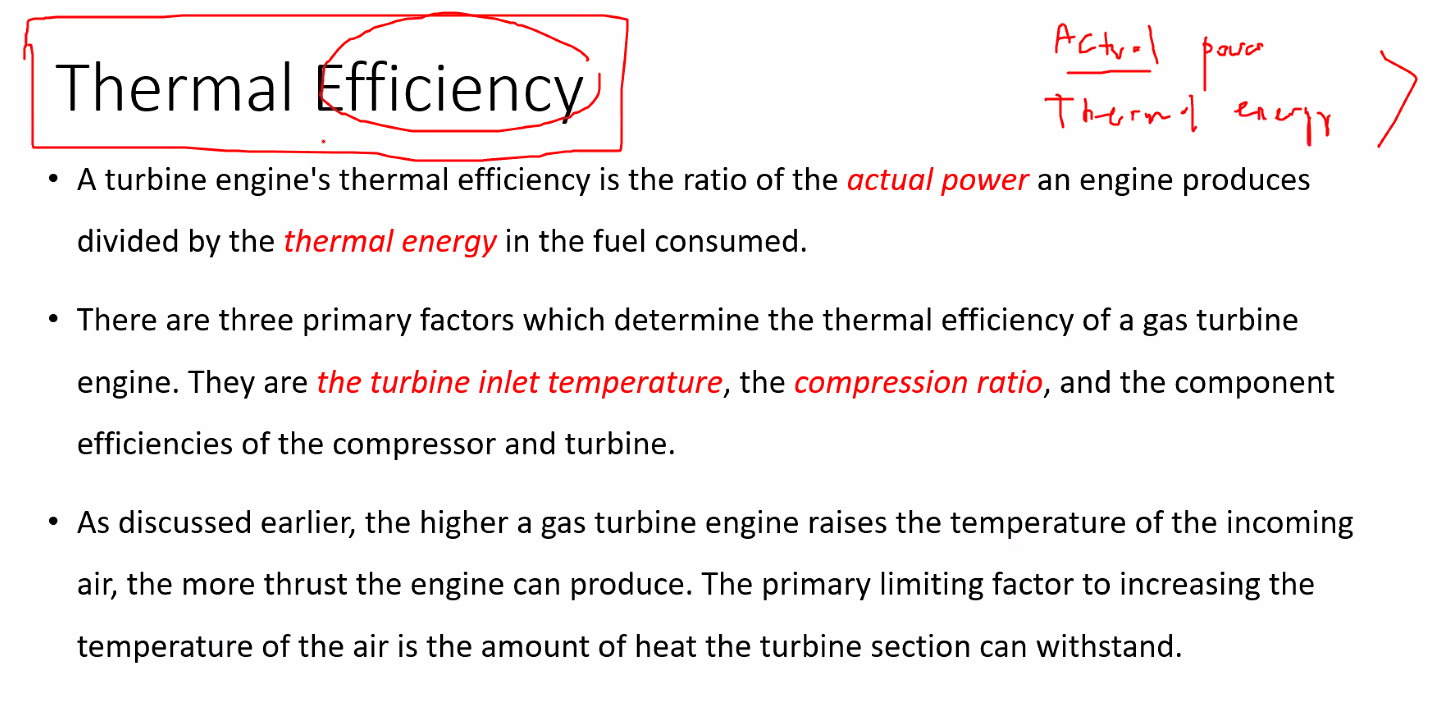 Thermal Efficiency
Actual power
Thermal energy
• A turbine engine's thermal efficiency is the ratio of the actual power an engine produces
divided by the thermal energy in the fuel consumed.
• There are three primary factors which determine the thermal efficiency of a gas turbine
engine. They are the turbine inlet temperature, the compression ratio, and the component
efficiencies of the compressor and turbine.
• As discussed earlier, the higher a gas turbine engine raises the temperature of the incoming
air, the more thrust the engine can produce. The primary limiting factor to increasing the
temperature of the air is the amount of heat the turbine section can withstand.